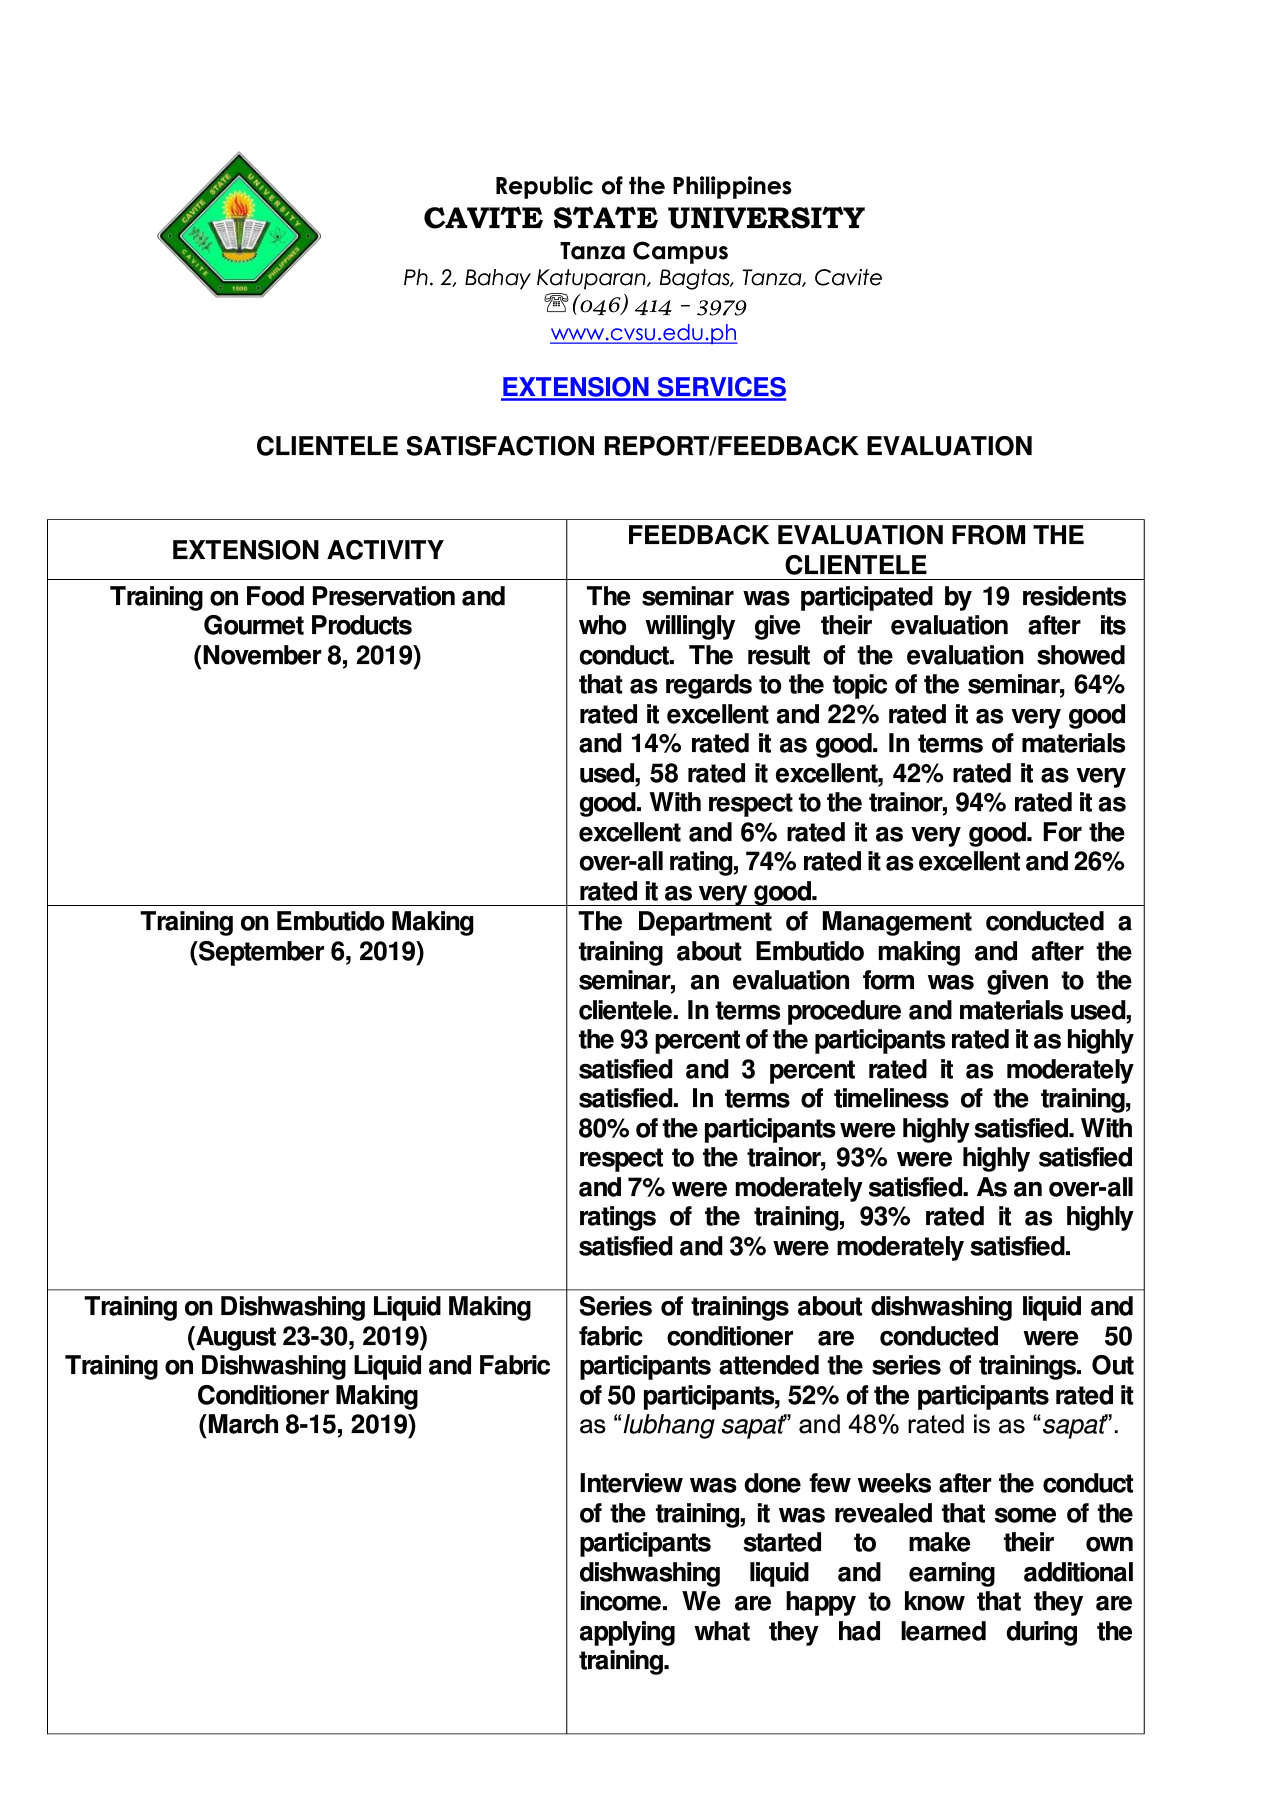 CAVITE STATE UNIVERSITY
CAVITE PHILIPPINES
1906
Republic of the Philippines
CAVITE STATE UNIVERSITY
Tanza Campus
Ph. 2, Bahay Katuparan, Bagtas, Tanza, Cavite
☏(046) 414 – 3979
www.cvsu.edu.ph
EXTENSION SERVICES
CLIENTELE SATISFACTION REPORT/FEEDBACK EVALUATION
EXTENSION ACTIVITY
FEEDBACK EVALUATION FROM THE
CLIENTELE
Training on Food Preservation and
Gourmet Products
(November 8, 2019)
The seminar was participated by 19 residents
who willingly give their evaluation after its
conduct. The result of the evaluation showed
that as regards to the topic of the seminar, 64%
rated it excellent and 22% rated it as very good
and 14% rated it as good. In terms of materials
used, 58 rated it excellent, 42% rated it as very
good. With respect to the trainor, 94% rated it as
excellent and 6% rated it as very good. For the
over-all rating, 74% rated it as excellent and 26%
rated it as very good.
Training on Embutido Making
(September 6, 2019)
The Department of Management conducted a
training about Embutido making and after the
seminar, an evaluation form was given to the
clientele. In terms procedure and materials used,
the 93 percent of the participants rated it as highly
satisfied and 3 percent rated it as moderately
satisfied. In terms of timeliness of the training,
80% of the participants were highly satisfied. With
respect to the trainor, 93% were highly satisfied
and 7% were moderately satisfied. As an over-all
ratings of the training, 93% rated it as highly
satisfied and 3% were moderately satisfied.
Training on Dishwashing Liquid Making
(August 23-30, 2019)
Training on Dishwashing Liquid and Fabric
Conditioner Making
(March 8-15, 2019)
Series of trainings about dishwashing liquid and
fabric conditioner are conducted were 50
participants attended the series of trainings. Out
of 50 participants, 52% of the participants rated it
as “lubhang sapat” and 48% rated is as “sapat”.
Interview was done few weeks after the conduct
of the training, it was revealed that some of the
participants started to make their own
dishwashing liquid and earning additional
income. We are happy to know that they are
applying what they had learned during the
training.